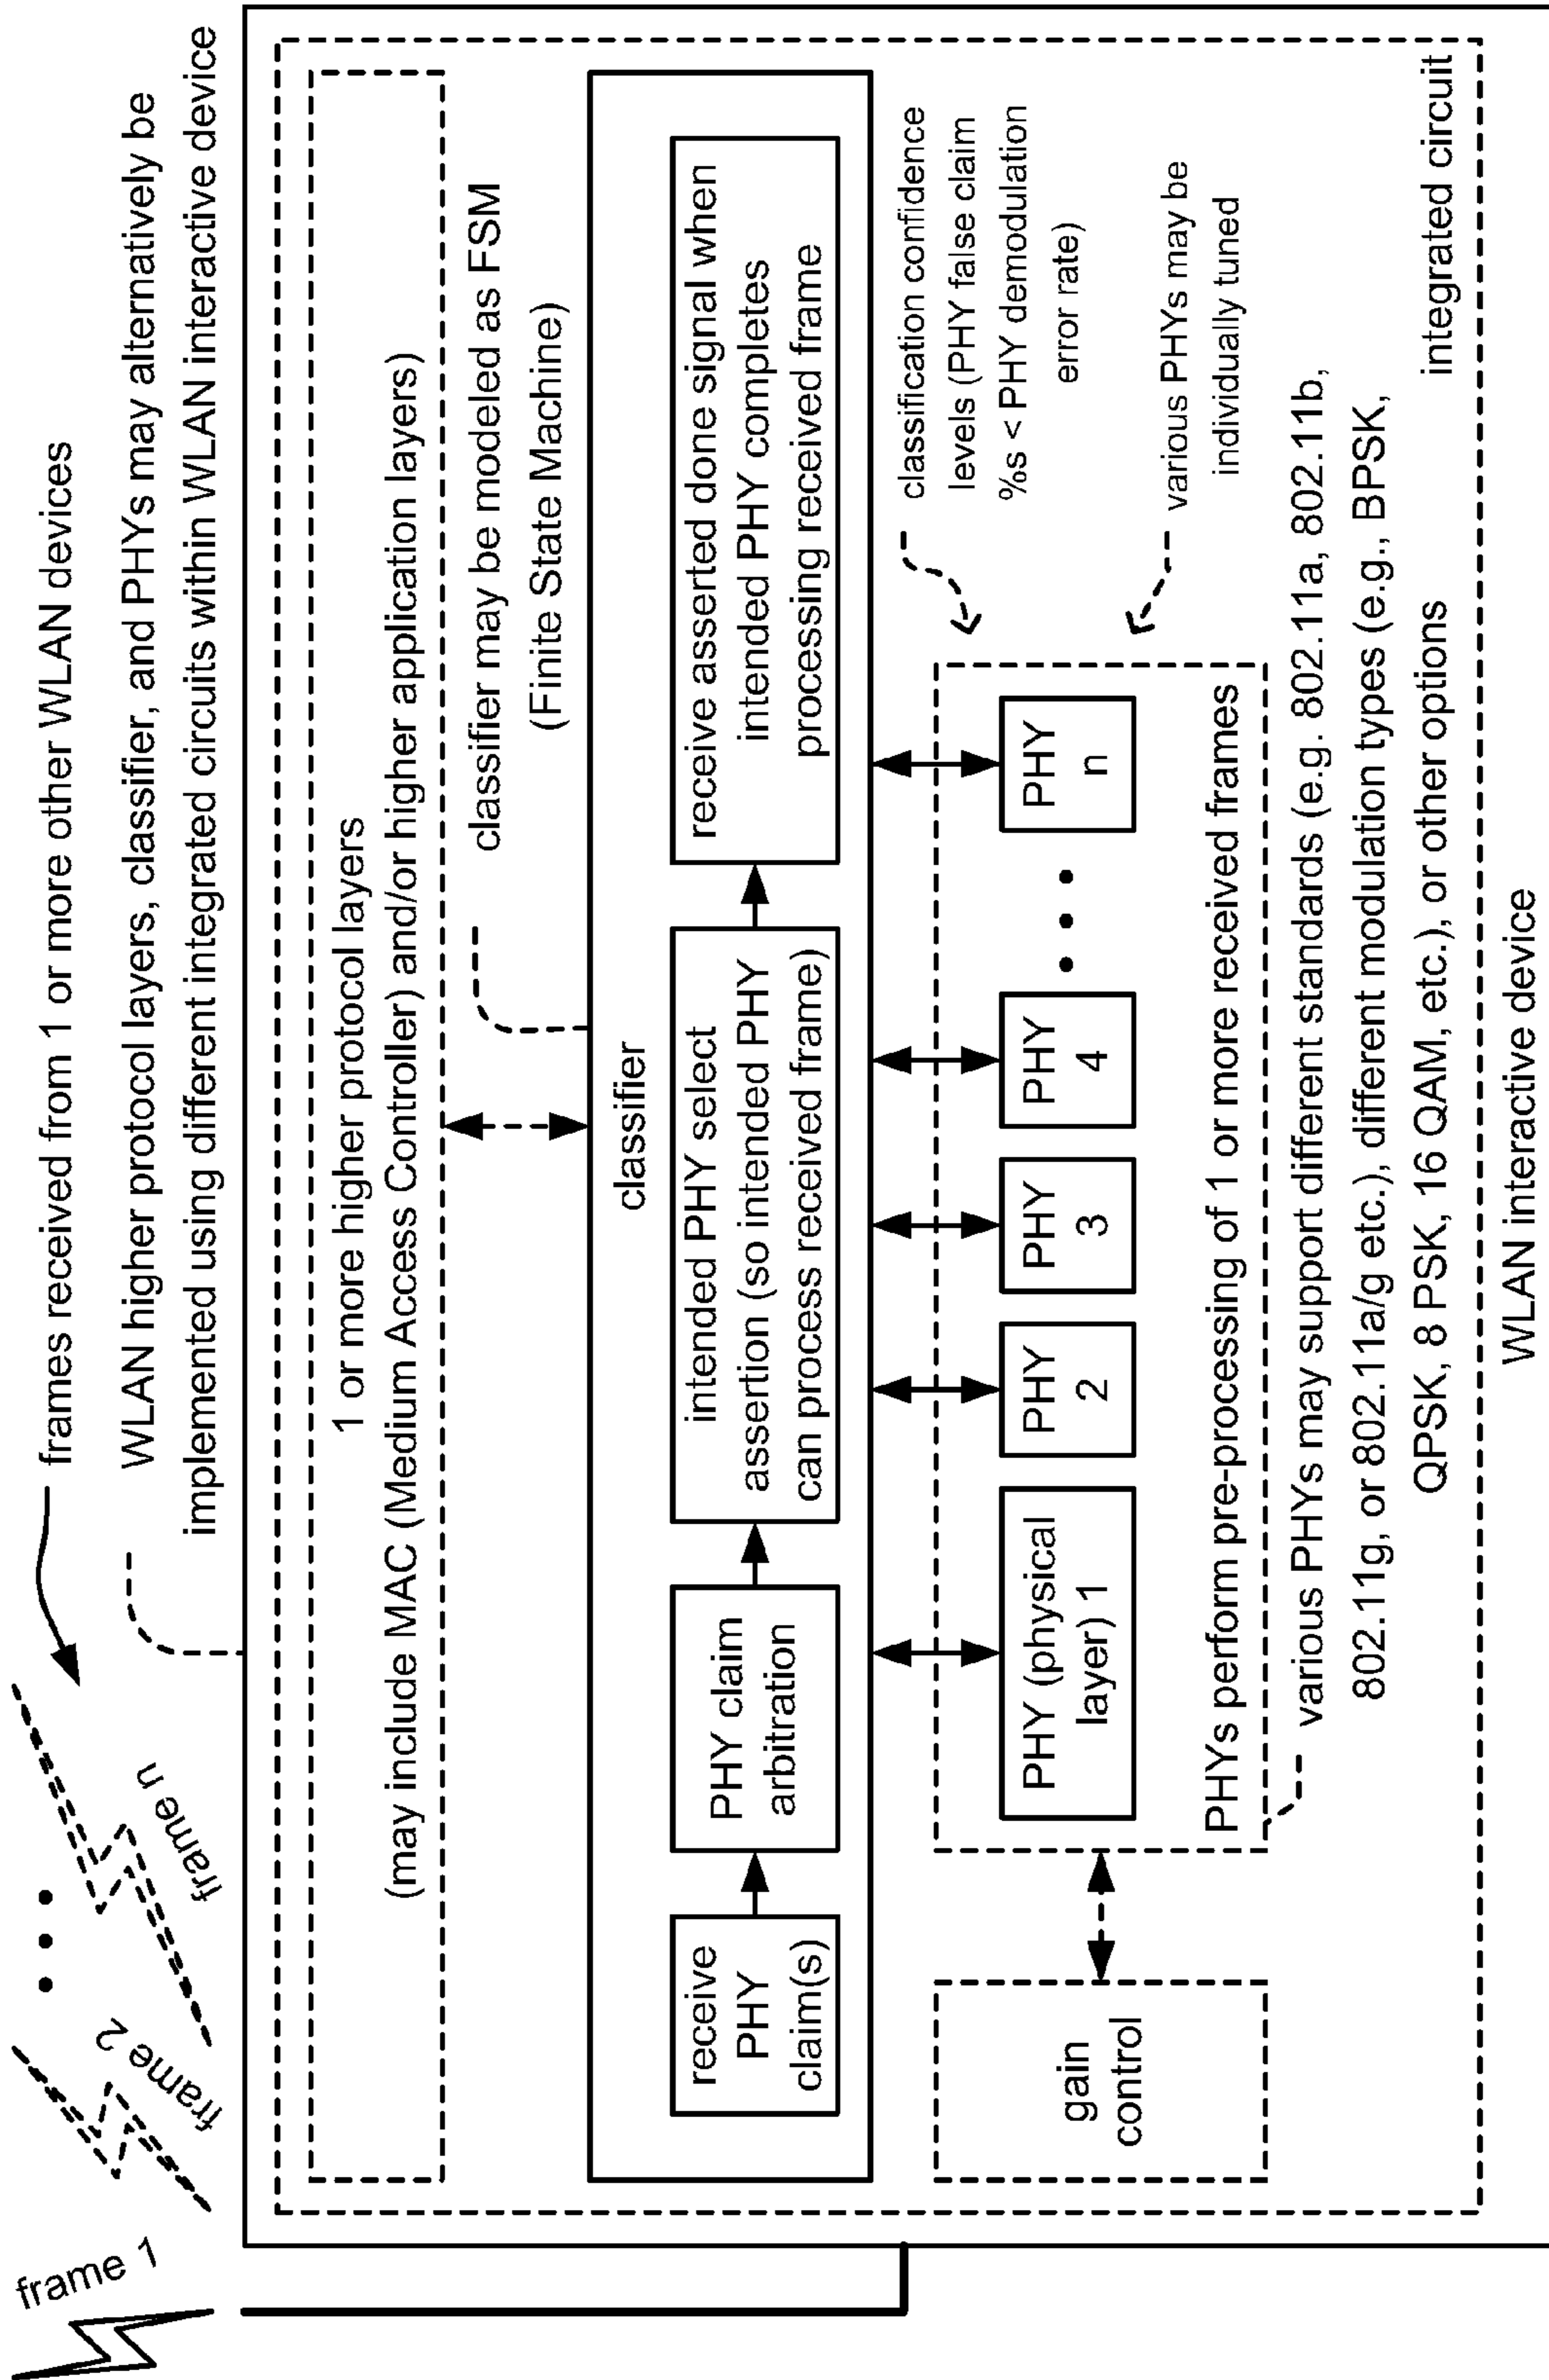 frame 1
frame 2
frame n
frames received from 1 or more other WLAN devices
WLAN higher protocol layers, classifier, and PHYs may alternatively be
implemented using different integrated circuits within WLAN interactive device
1 or more higher protocol layers
(may include MAC (Medium Access Controller) and/or higher application layers)
classifier may be modeled as FSM
(Finite State Machine)
classifier
receive
PHY
claim(s)
PHY claim
arbitration
intended PHY select
assertion (so intended PHY
can process received frame)
receive asserted done signal when
intended PHY completes
processing received frame
gain
control
PHY (physical
layer) 1
PHY
2
PHY
3
PHY
4
PHY
n
PHYs perform pre-processing of 1 or more received frames
classification confidence
levels (PHY false claim
%s < PHY demodulation
error rate)
various PHYs may be
individually tuned
various PHYs may support different standards (e.g. 802.11a, 802.11b,
802.11g, or 802.11a/g etc.), different modulation types (e.g., BPSK,
QPSK, 8 PSK, 16 QAM, etc.), or other options
integrated circuit
WLAN interactive device